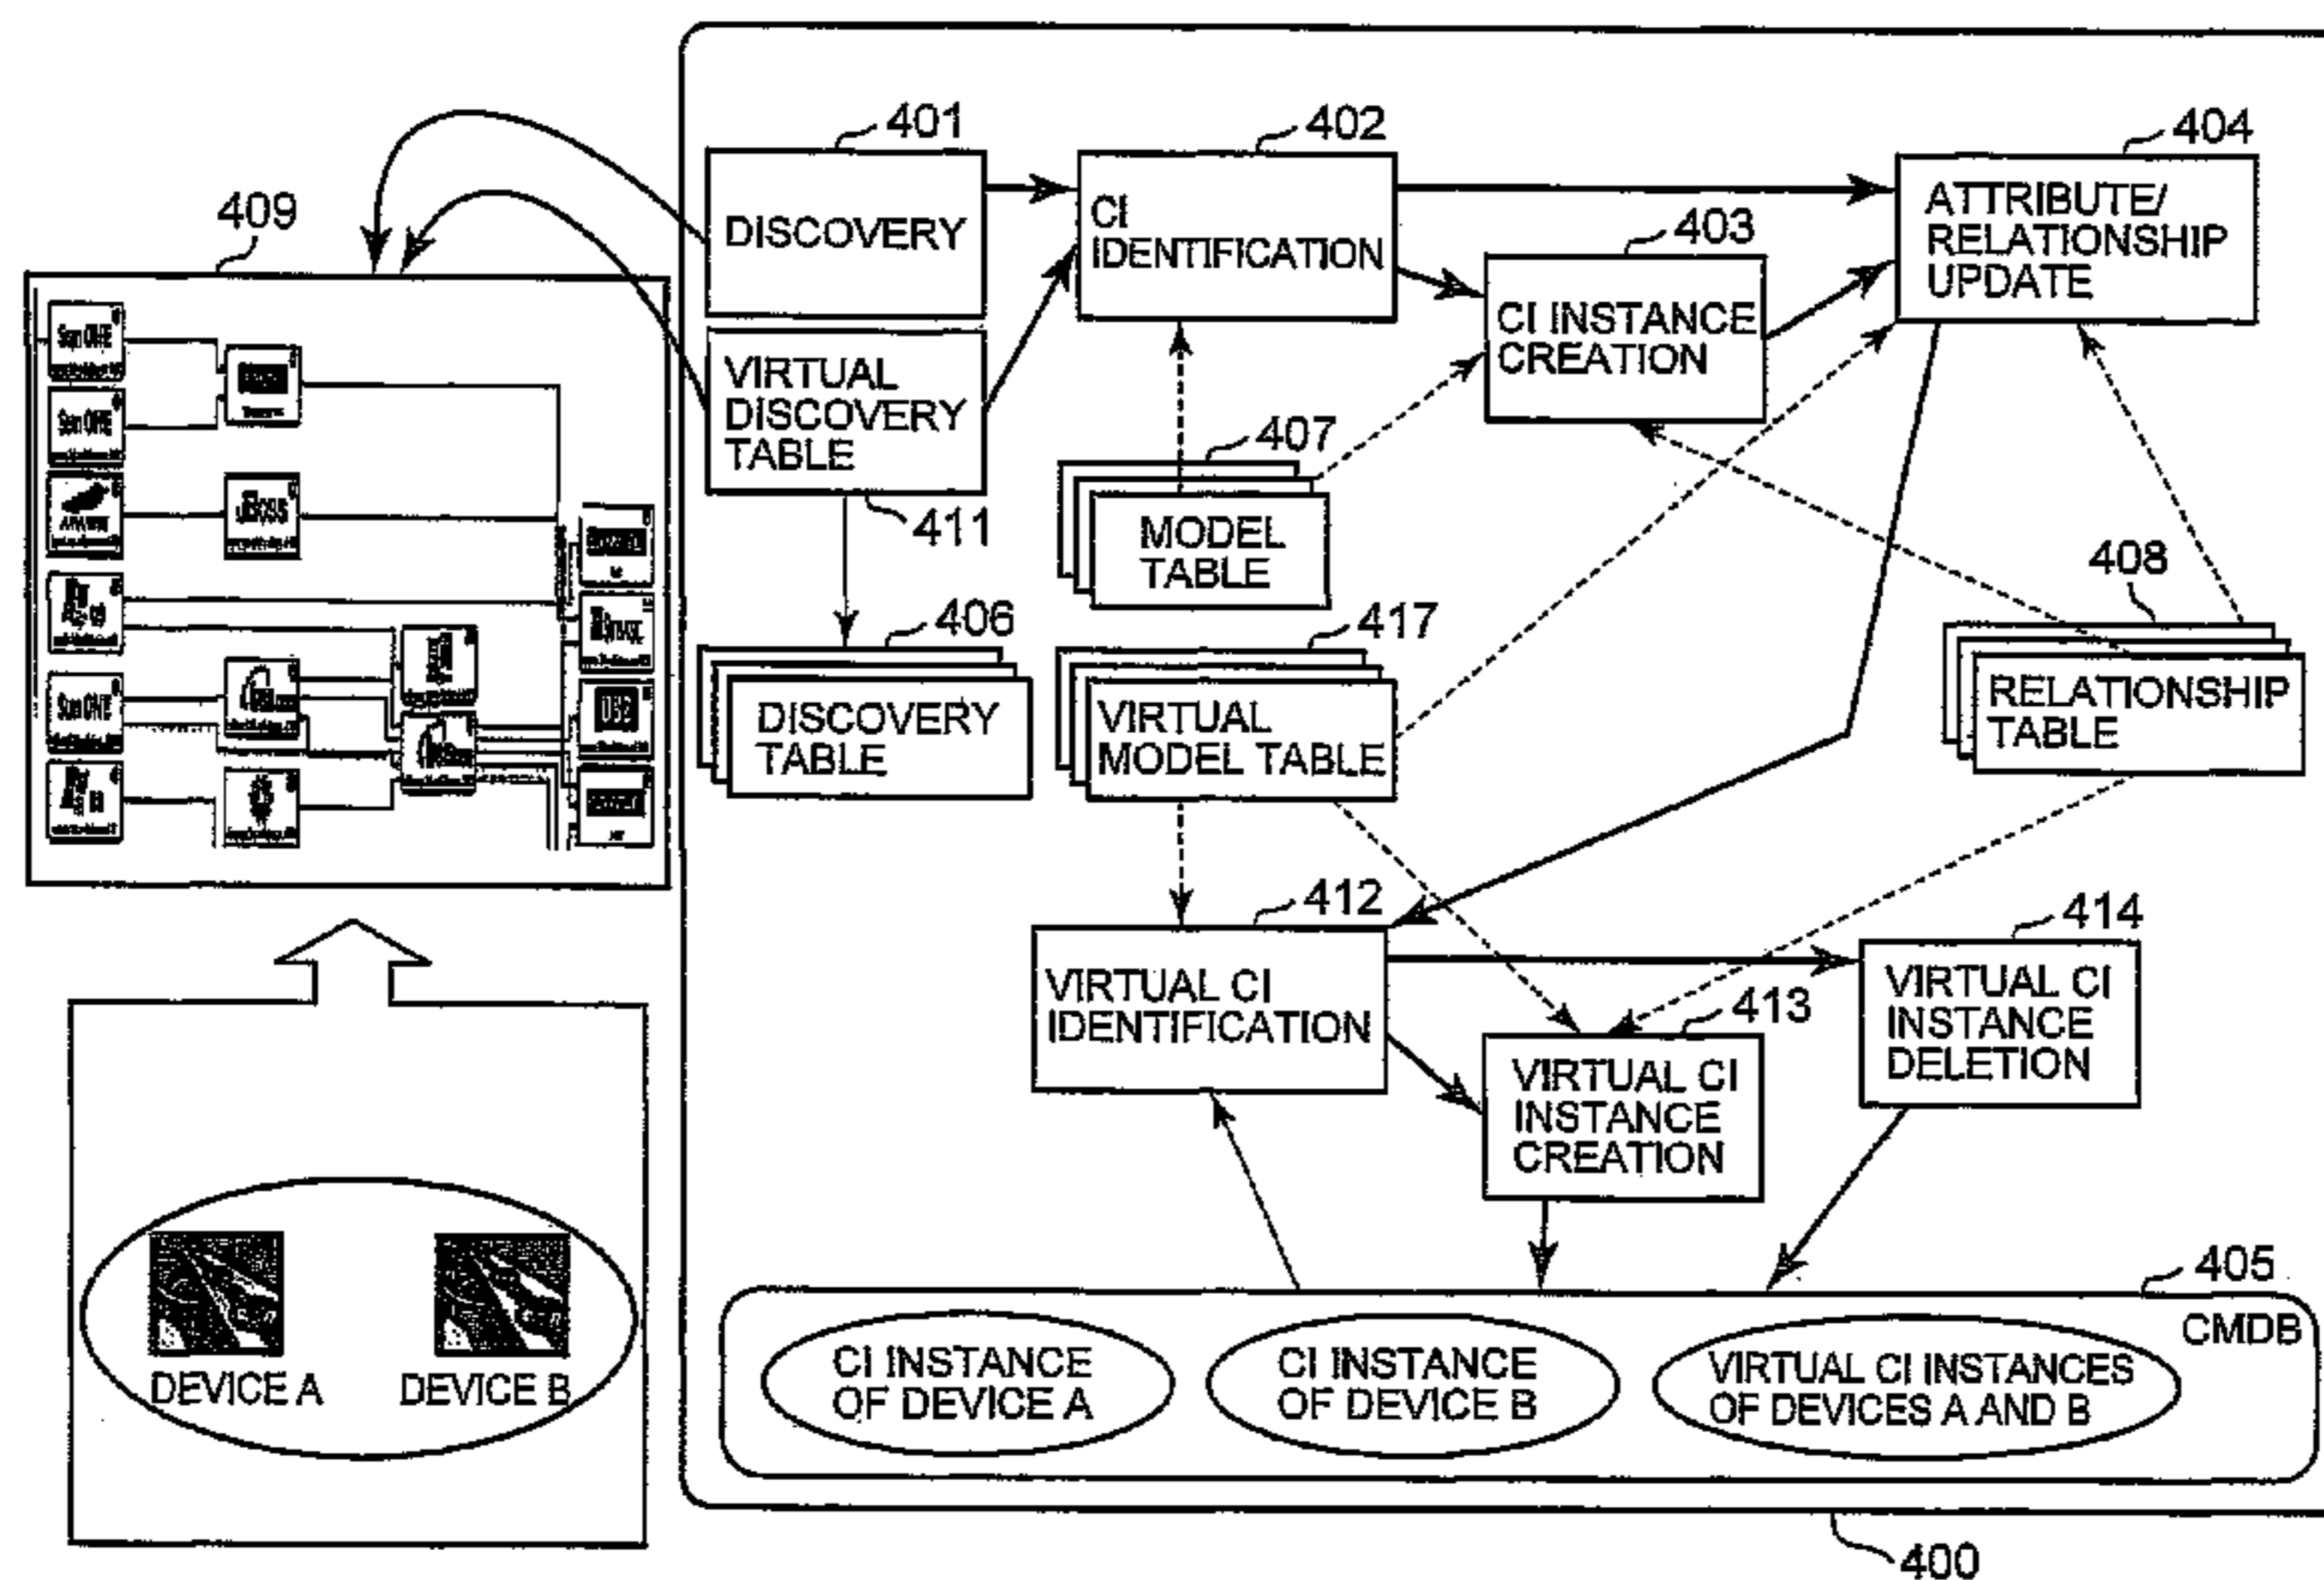 401
402
404
409
DISCOVERY
CI
IDENTIFICATION
403
ATTRIBUTE/
RELATIONSHIP
UPDATE
CI INSTANCE
CREATION
VIRTUAL
DISCOVERY
TABLE
411
407
MODEL
TABLE
408
406
417
DISCOVERY
TABLE
VIRTUAL
MODEL TABLE
RELATIONSHIP
TABLE
412
414
VIRTUAL CI
IDENTIFICATION
413
VIRTUAL CI
INSTANCE
DELETION
VIRTUAL CI
INSTANCE
CREATION
405
CMDB
DEVICE A
DEVICE B
CI INSTANCE
OF DEVICE A
CI INSTANCE
OF DEVICE B
VIRTUAL CI INSTANCES
OF DEVICES A AND B
400